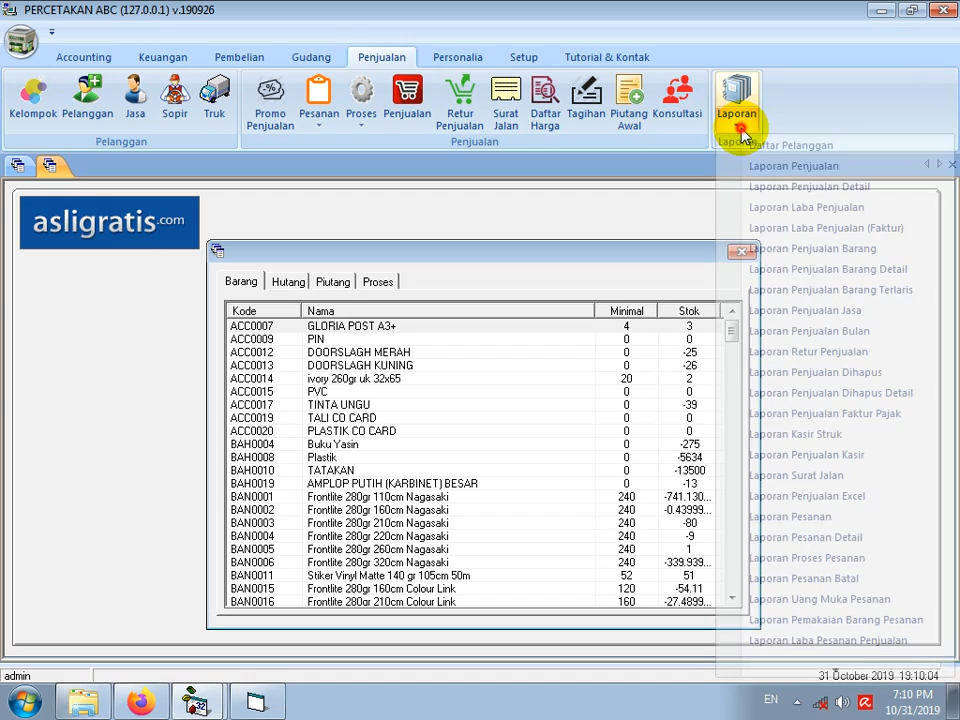 PERCETAKAN ABC (127.0.0.1) v.190926
Accounting Keuangan Pembelian Gudang Penjualan Personalia Setup Tutorial & Kontak
Kelompok Pelanggan Jasa Sopir Truk Promo Penjualan Pesanan Proses Penjualan Retur Penjualan Surat Jalan Daftar Harga Tagihan Piutang Awal Konsultasi Laporan
Pelanggan Penjualan
Daftar Pelanggan
Laporan Penjualan
Laporan Penjualan Detail
Laporan Laba Penjualan
Laporan Laba Penjualan (Faktur)
Laporan Penjualan Barang
Laporan Penjualan Barang Detail
Laporan Penjualan Barang Terlaris
Laporan Penjualan Jasa
Laporan Penjualan Bulan
Laporan Retur Penjualan
Laporan Penjualan Dihapus
Laporan Penjualan Dihapus Detail
Laporan Penjualan Faktur Pajak
Laporan Kasir Struk
Laporan Penjualan Kasir
Laporan Surat Jalan
Laporan Penjualan Excel
Laporan Pesanan
Laporan Pesanan Detail
Laporan Proses Pesanan
Laporan Pesanan Batal
Laporan Uang Muka Pesanan
Laporan Pemakaian Barang Pesanan
Laporan Laba Pesanan Penjualan
asligratis.com
Barang Hutang Piutang Proses
Kode Nama Minimal Stok
ACC0007 GLORIA POST A3+ 4 3
ACC0009 PIN 0 0
ACC0012 DOORSLAGH MERAH 0 -25
ACC0013 DOORSLAGH KUNING 0 -26
ACC0014 ivory 260gr uk 32x65 20 2
ACC0015 PVC 0 0
ACC0017 TINTA UNGU 0 -39
ACC0019 TALI CO CARD 0 0
ACC0020 PLASTIK CO CARD 0 0
BAH0004 Buku Yasin 0 -275
BAH0008 Plastik 0 -5634
BAH0010 TATAKAN 0 -13500
BAH0019 AMPLOP PUTIH (KARBINET) BESAR 0 -13
BAN0001 Frontlite 280gr 110cm Nagasaki 240 -741.130...
BAN0002 Frontlite 280gr 160cm Nagasaki 240 -0.43999...
BAN0003 Frontlite 280gr 210cm Nagasaki 240 -80
BAN0004 Frontlite 280gr 220cm Nagasaki 240 -9
BAN0005 Frontlite 280gr 260cm Nagasaki 240 1
BAN0006 Frontlite 280gr 320cm Nagasaki 240 -339.939...
BAN0011 Stiker Vinyl Matte 140 gr 105cm 50m 52 51
BAN0015 Frontlite 280gr 160cm Colour Link 120 -54.11
BAN0016 Frontlite 280gr 210cm Colour Link 160 -27.4899...
admin 31 October 2019 19:10:04
32
EN
7:10 PM
10/31/2019